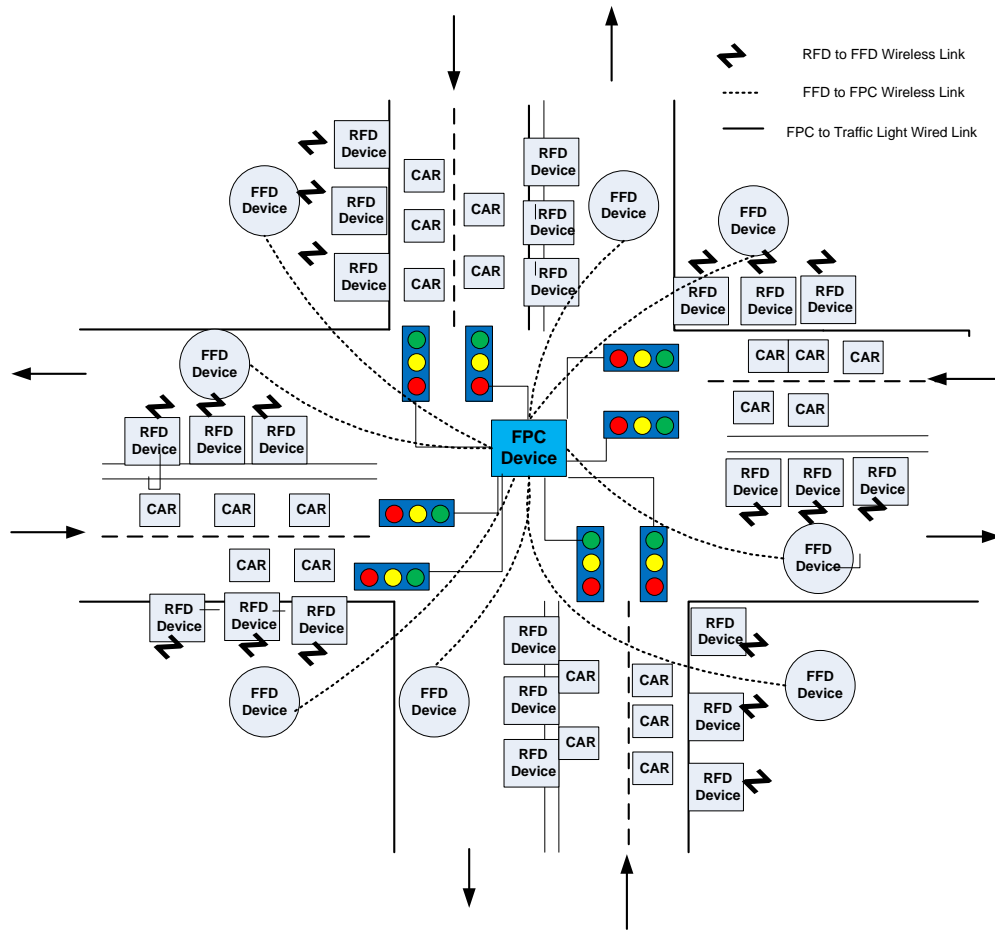 RFD to FFD Wireless Link
FFD to FPC Wireless Link
FPC to Traffic Light Wired Link
RFD
Device
RFD
Device
RFD
Device
FFD
Device
CAR
CAR
CAR
CAR
CAR
RFD
Device
RFD
Device
RFD
Device
FFD
Device
FFD
Device
RFD
Device
RFD
Device
RFD
Device
FFD
Device
RFD
Device
RFD
Device
RFD
Device
CAR
CAR
CAR
CAR
CAR
FPC
Device
RFD
Device
RFD
Device
RFD
Device
CAR
CAR
CAR
CAR
CAR
FFD
Device
RFD
Device
RFD
Device
RFD
Device
FFD
Device
FFD
Device
RFD
Device
RFD
Device
RFD
Device
CAR
CAR
CAR
CAR
CAR
RFD
Device
RFD
Device
RFD
Device
FFD
Device